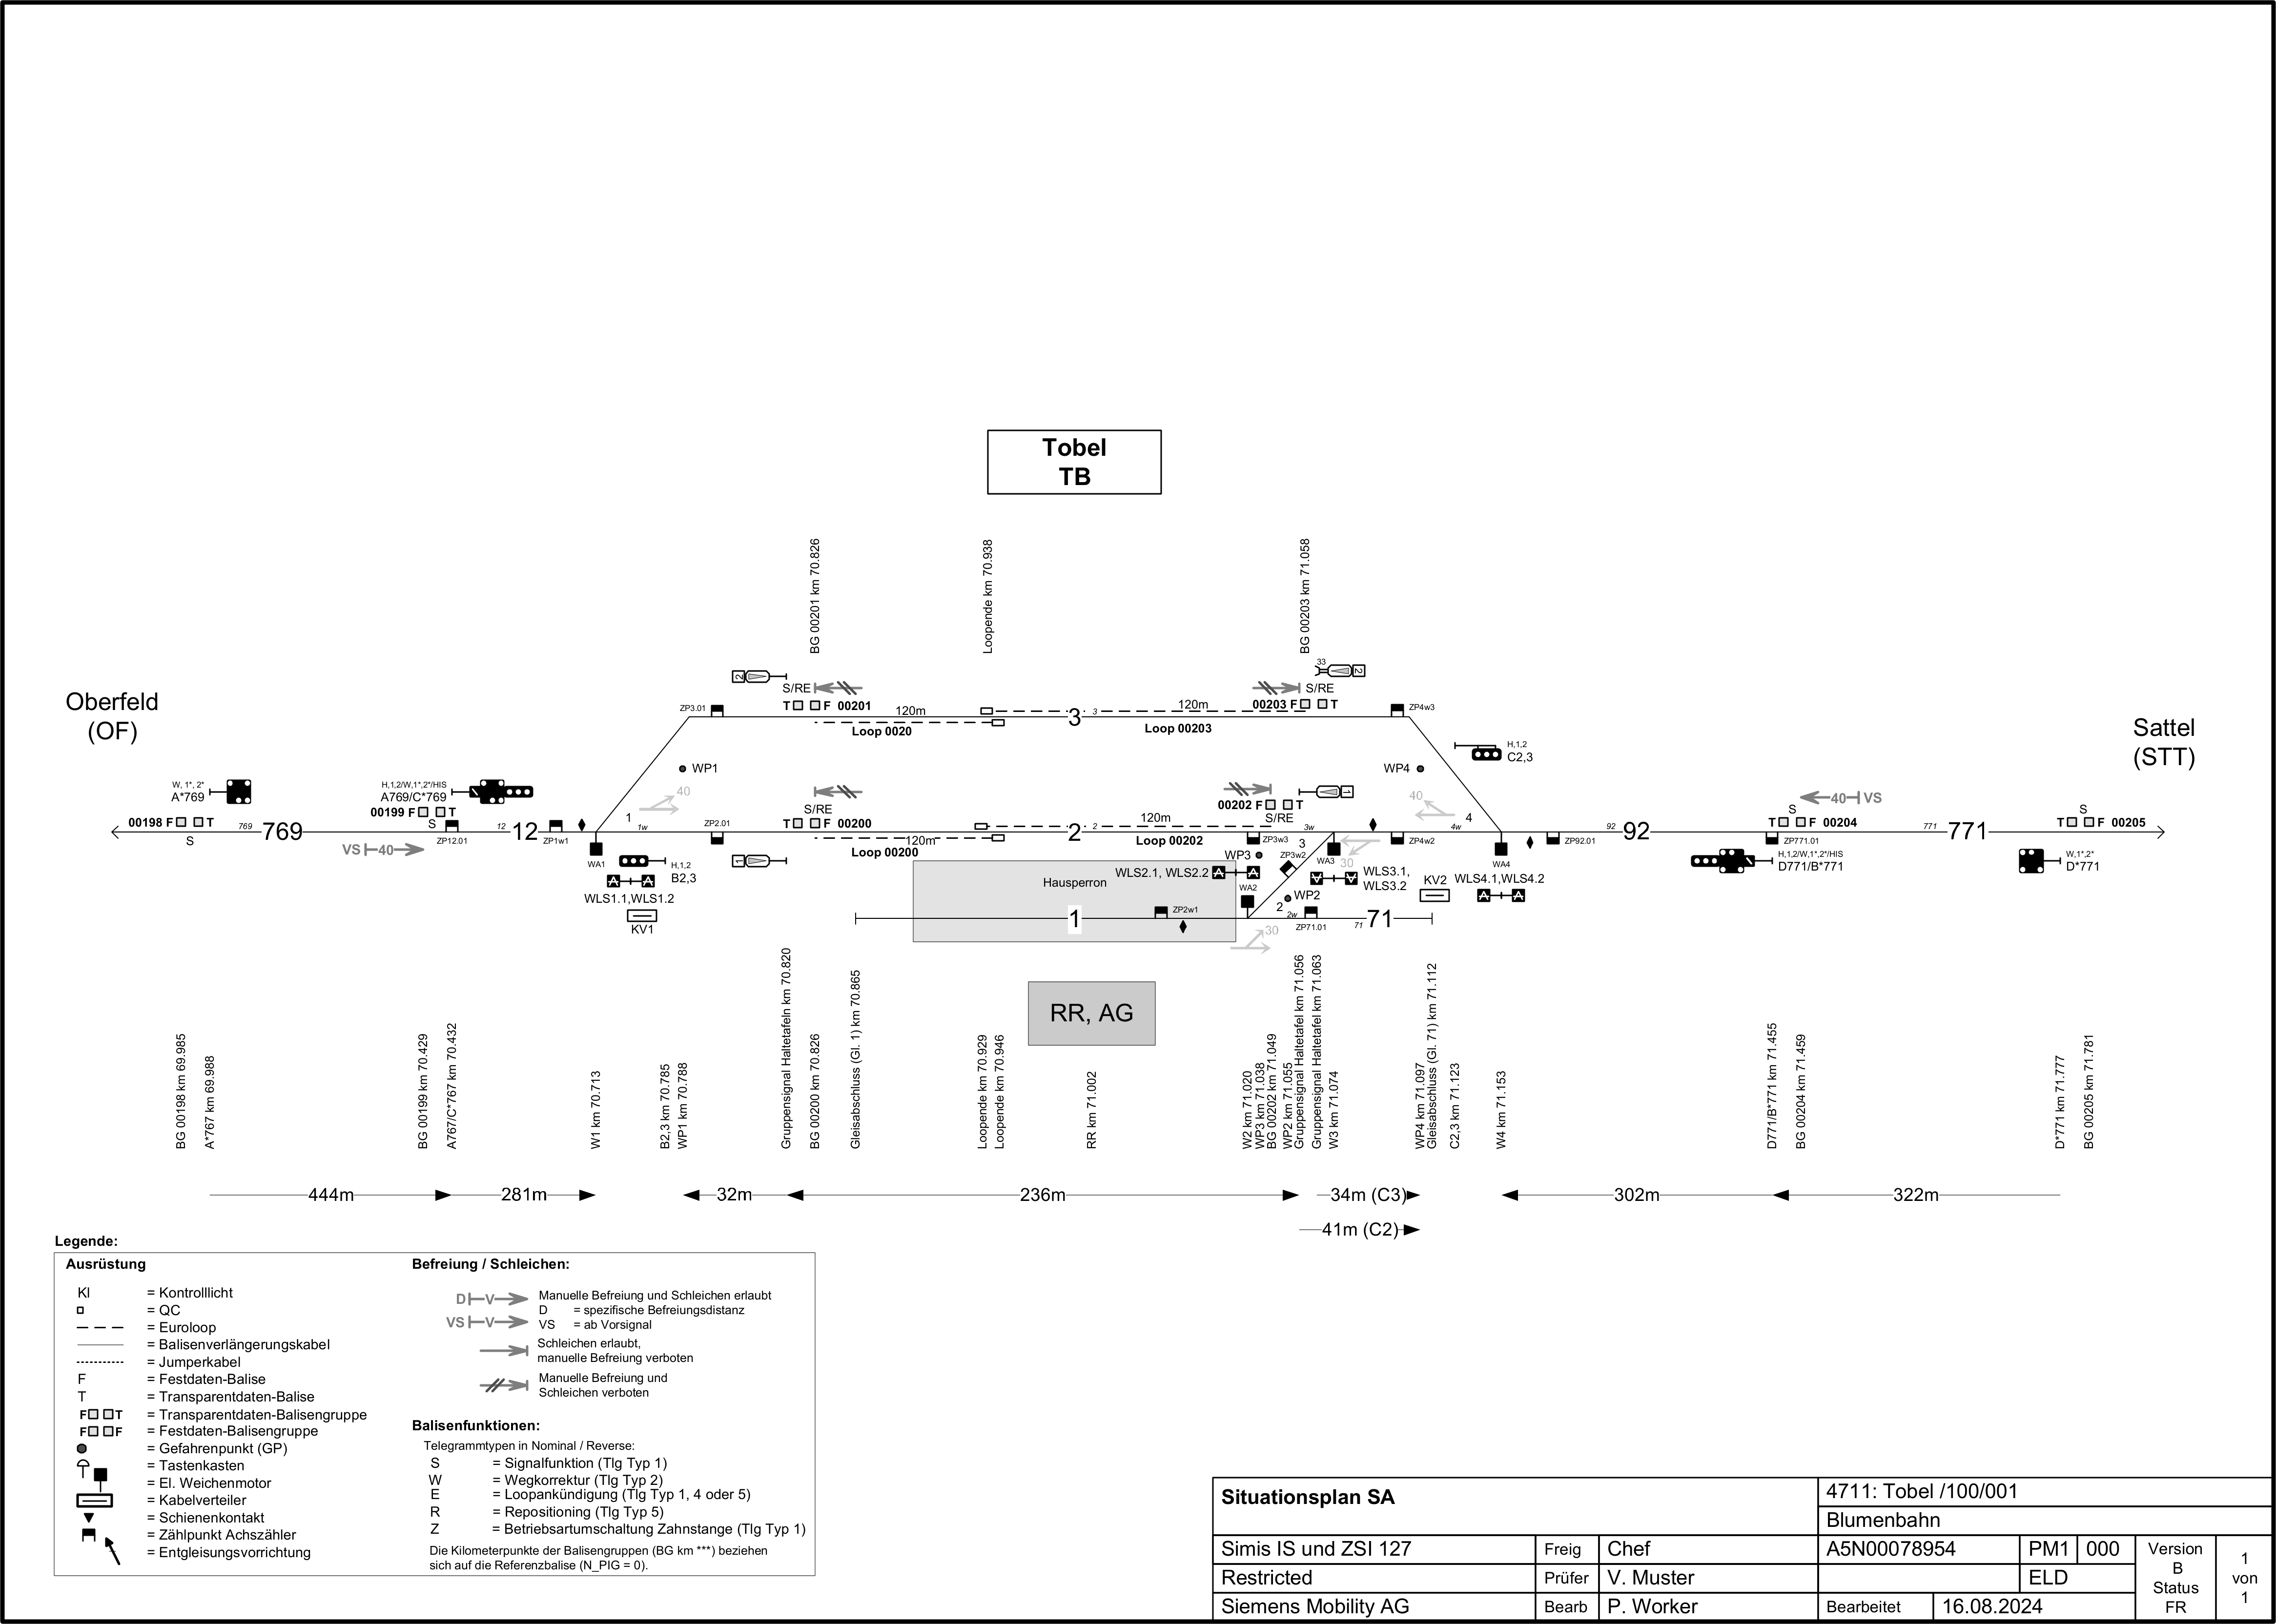 Tobel
TB
BG 00201 km 70.826
Loopende km 70.938
BG 00203 km 71.058
Oberfeld
(OF)
Sattel
(STT)
2
S/RE
T F 00201
ZP3.01
120m
Loop 0020
3
3
120m
Loop 00203
33
2
S/RE
00203 F T
ZP4w3
H,1,2
C2,3
WP1
WP4
W, 1*, 2*
A*769
00198 F T
S
769
769
VS 40
H,1,2/W,1*,2*/HIS
A769/C*769
00199 F T
S
ZP12.01
12
12
ZP1w1
WA1
1
1w
40
ZP2.01
S/RE
T F 00200
120m
Loop 00200
2
2
120m
Loop 00202
00202 F T
S/RE
1
ZP3w3
3w
3
WA3
30
40
4
4w
ZP4w2
WA4
ZP92.01
92
92
40 VS
S
T F 00204
ZP771.01
771
771
S
T F 00205
H,1,2
B2,3
WLS1.1,WLS1.2
KV1
1
Hausperron
WLS2.1, WLS2.2
WP3
ZP3w2
WA2
WP2
WLS3.1,
WLS3.2
KV2
WLS4.1,WLS4.2
H,1,2/W,1*,2*/HIS
D771/B*771
W,1*,2*
D*771
1
ZP2w1
2
2w
ZP71.01
71
71
30
RR, AG
BG 00198 km 69.985
A*767 km 69.988
BG 00199 km 70.429
A767/C*767 km 70.432
W1 km 70.713
B2,3 km 70.785
WP1 km 70.788
Gruppensignal Haltetafeln km 70.820
BG 00200 km 70.826
Gleisabschluss (Gl. 1) km 70.865
Loopende km 70.929
Loopende km 70.946
RR km 71.002
W2 km 71.020
WP3 km 71.038
BG 00202 km 71.049
WP2 km 71.055
Gruppensignal Haltetafel km 71.056
Gruppensignal Haltetafel km 71.063
W3 km 71.074
WP4 km 71.097
Gleisabschluss (Gl. 71) km 71.112
C2,3 km 71.123
W4 km 71.153
D771/B*771 km 71.455
BG 00204 km 71.459
D*771 km 71.777
BG 00205 km 71.781
444m 281m 32m 236m 34m (C3) 302m 322m
41m (C2)
Legende:
Ausrüstung
Kl = Kontrolllicht
= QC
= Euroloop
= Balisenverlängerungskabel
= Jumperkabel
F = Festdaten-Balise
T = Transparentdaten-Balise
F T = Transparentdaten-Balisengruppe
F F = Festdaten-Balisengruppe
= Gefahrenpunkt (GP)
= Tastenkasten
= El. Weichenmotor
= Kabelverteiler
= Schienenkontakt
= Zählpunkt Achszähler
= Entgleisungsvorrichtung
Befreiung / Schleichen:
D V Manuelle Befreiung und Schleichen erlaubt
D = spezifische Befreiungsdistanz
VS V VS = ab Vorsignal
Schleichen erlaubt,
manuelle Befreiung verboten
Manuelle Befreiung und
Schleichen verboten
Balisenfunktionen:
Telegrammtypen in Nominal / Reverse:
S = Signalfunktion (Tlg Typ 1)
W = Wegkorrektur (Tlg Typ 2)
E = Loopankündigung (Tlg Typ 1, 4 oder 5)
R = Repositioning (Tlg Typ 5)
Z = Betriebsartumschaltung Zahnstange (Tlg Typ 1)
Die Kilometerpunkte der Balisengruppen (BG km ***) beziehen
sich auf die Referenzbalise (N_PIG = 0).
Situationsplan SA
4711: Tobel /100/001
Blumenbahn
Simis IS und ZSI 127 Freig Chef A5N00078954 PM1 000
Restricted Prüfer V. Muster ELD
Siemens Mobility AG Bearb P. Worker Bearbeitet 16.08.2024
Version
B
Status
FR
1
von
1